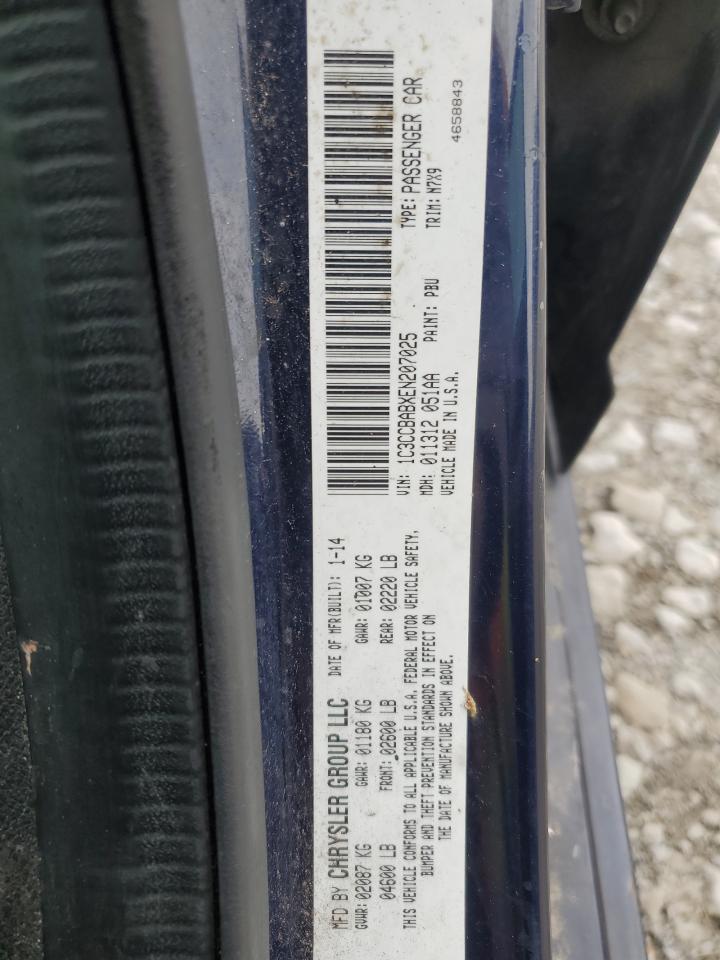 MFD BY CHRYSLER GROUP LLC DATE OF MFR(BUILT): 1-14
GVWR: 02087 KG GAWR: 01180 KG GAWR: 01007 KG
04600 LB FRONT: 02600 LB REAR: 02220 LB
THIS VEHICLE CONFORMS TO ALL APPLICABLE U.S.A. FEDERAL MOTOR VEHICLE SAFETY,
BUMPER AND THEFT PREVENTION STANDARDS IN EFFECT ON
THE DATE OF MANUFACTURE SHOWN ABOVE.
VIN: 1C3CCBABXEN207025 TYPE: PASSENGER CAR
MDH: 011312 051AA PAINT: PBU TRIM: N7X9
VEHICLE MADE IN U.S.A. 4658843